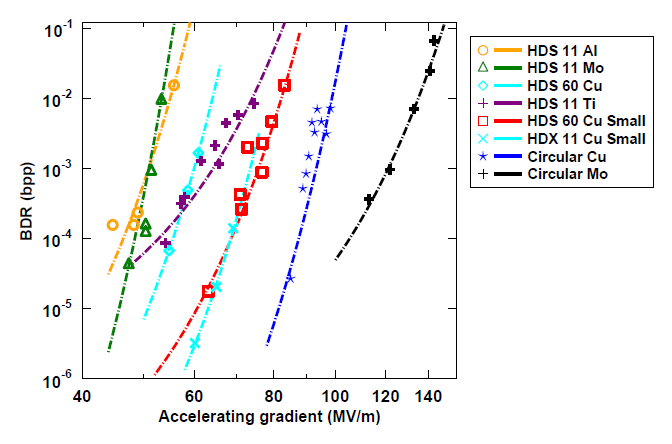 10-1
10-2
10-3
10-4
10-5
10-6
BDR (bpp)
40 60 80 100 120 140
Accelerating gradient (MV/m)
HDS 11 Al
HDS 11 Mo
HDS 60 Cu
HDS 11 Ti
HDS 60 Cu Small
HDX 11 Cu Small
Circular Cu
Circular Mo